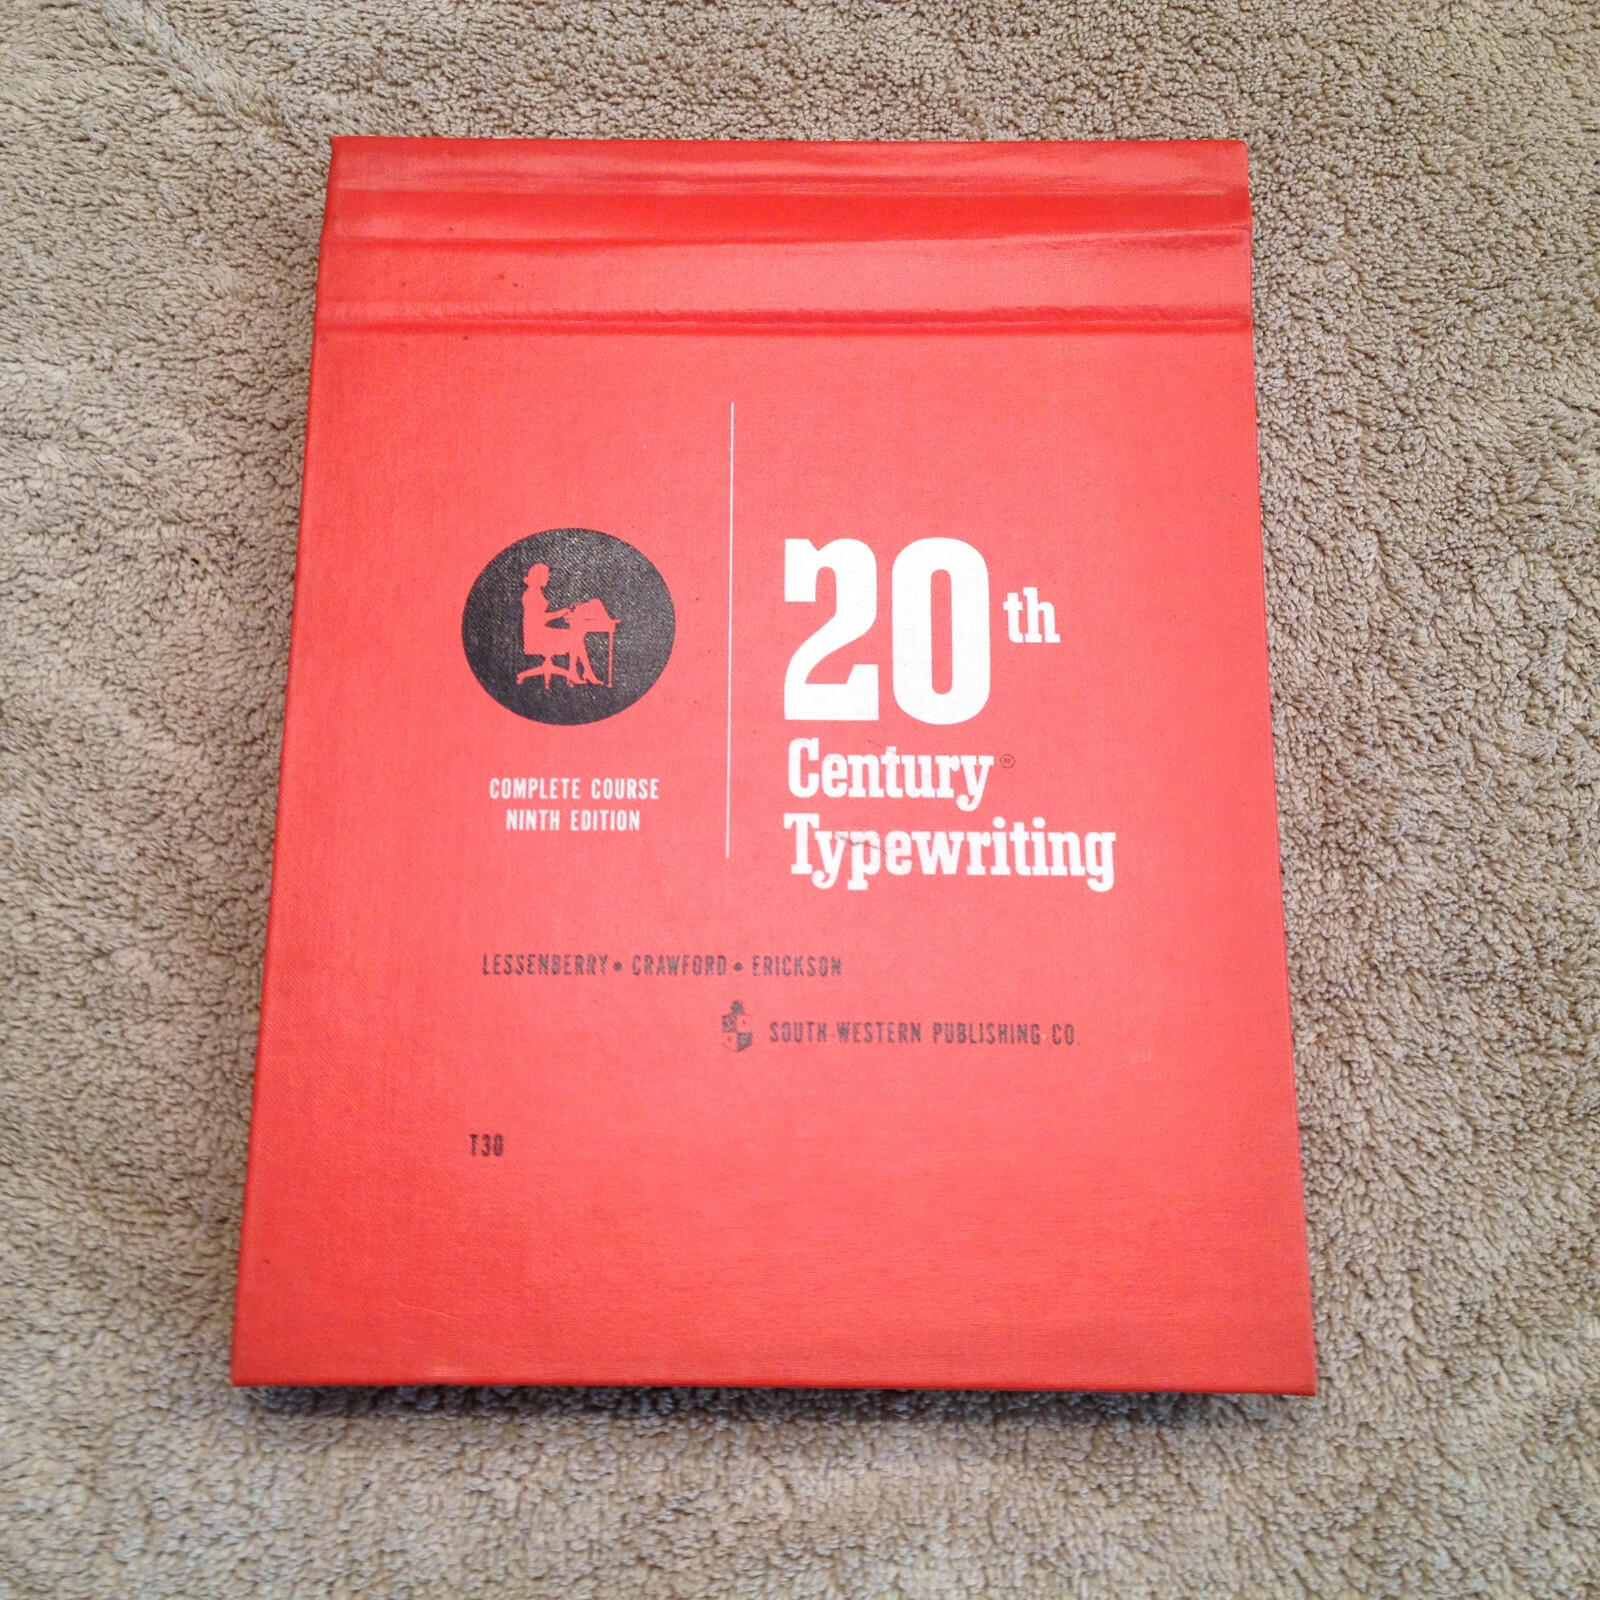 20th
Century®
Typewriting
COMPLETE COURSE
NINTH EDITION
LESSENBERRY • CRAWFORD • ERICKSON
SOUTH-WESTERN PUBLISHING CO.
T30